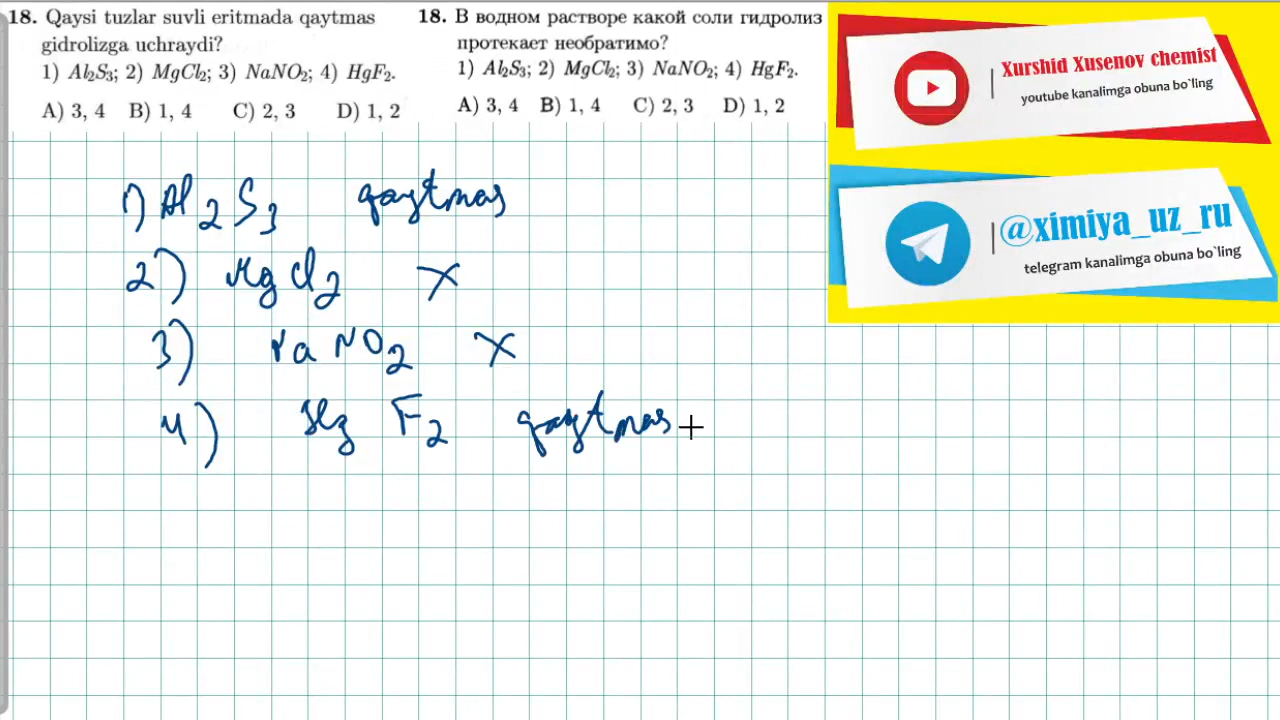 18. Qaysi tuzlar suvli eritmada qaytmas
gidrolizga uchraydi?
1) Al₂S₃; 2) MgCl₂; 3) NaNO₂; 4) HgF₂.
A) 3, 4 B) 1, 4 C) 2, 3 D) 1, 2
18. В водном растворе какой соли гидролиз
протекает необратимо?
1) Al₂S₃; 2) MgCl₂; 3) NaNO₂; 4) HgF₂.
A) 3, 4 B) 1, 4 C) 2, 3 D) 1, 2
Xurshid Xusenov chemist
youtube kanalimga obuna bo`ling
@ximiya_uz_ru
telegram kanalimga obuna bo`ling
1) Al₂S₃ qaytmas
2) MgCl₂ X
3) NaNO₂ X
4) HgF₂ qaytmas